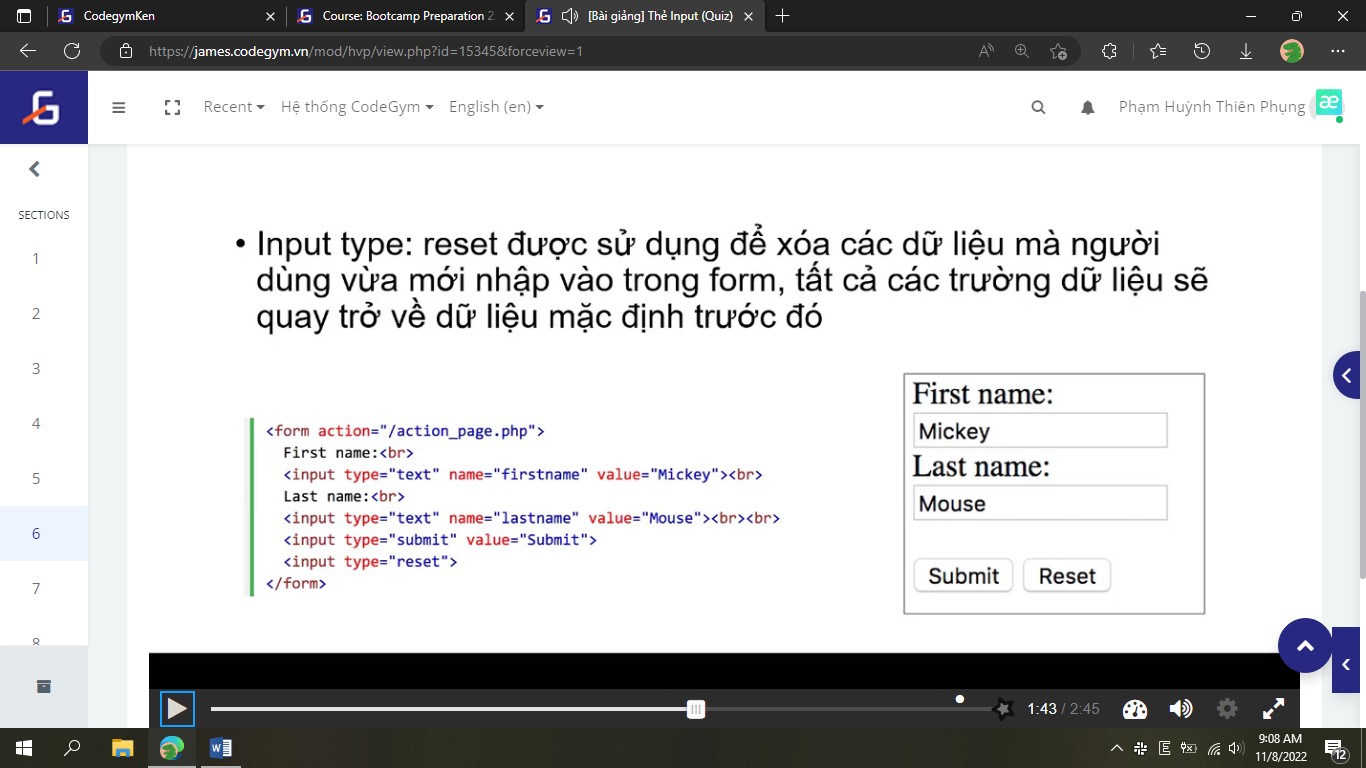 CodegymKen
Course: Bootcamp Preparation 2
[Bài giảng] Thẻ Input (Quiz)
https://james.codegym.vn/mod/hvp/view.php?id=15345&forceview=1
Recent
Hệ thống CodeGym
English (en)
Phạm Huỳnh Thiên Phụng
æ
SECTIONS
1
2
3
4
5
6
7
8
• Input type: reset được sử dụng để xóa các dữ liệu mà người
dùng vừa mới nhập vào trong form, tất cả các trường dữ liệu sẽ
quay trở về dữ liệu mặc định trước đó
<form action="/action_page.php">
First name:<br>
<input type="text" name="firstname" value="Mickey"><br>
Last name:<br>
<input type="text" name="lastname" value="Mouse"><br><br>
<input type="submit" value="Submit">
<input type="reset">
</form>
First name:
Mickey
Last name:
Mouse
Submit Reset
1:43 / 2:45
9:08 AM
11/8/2022
12